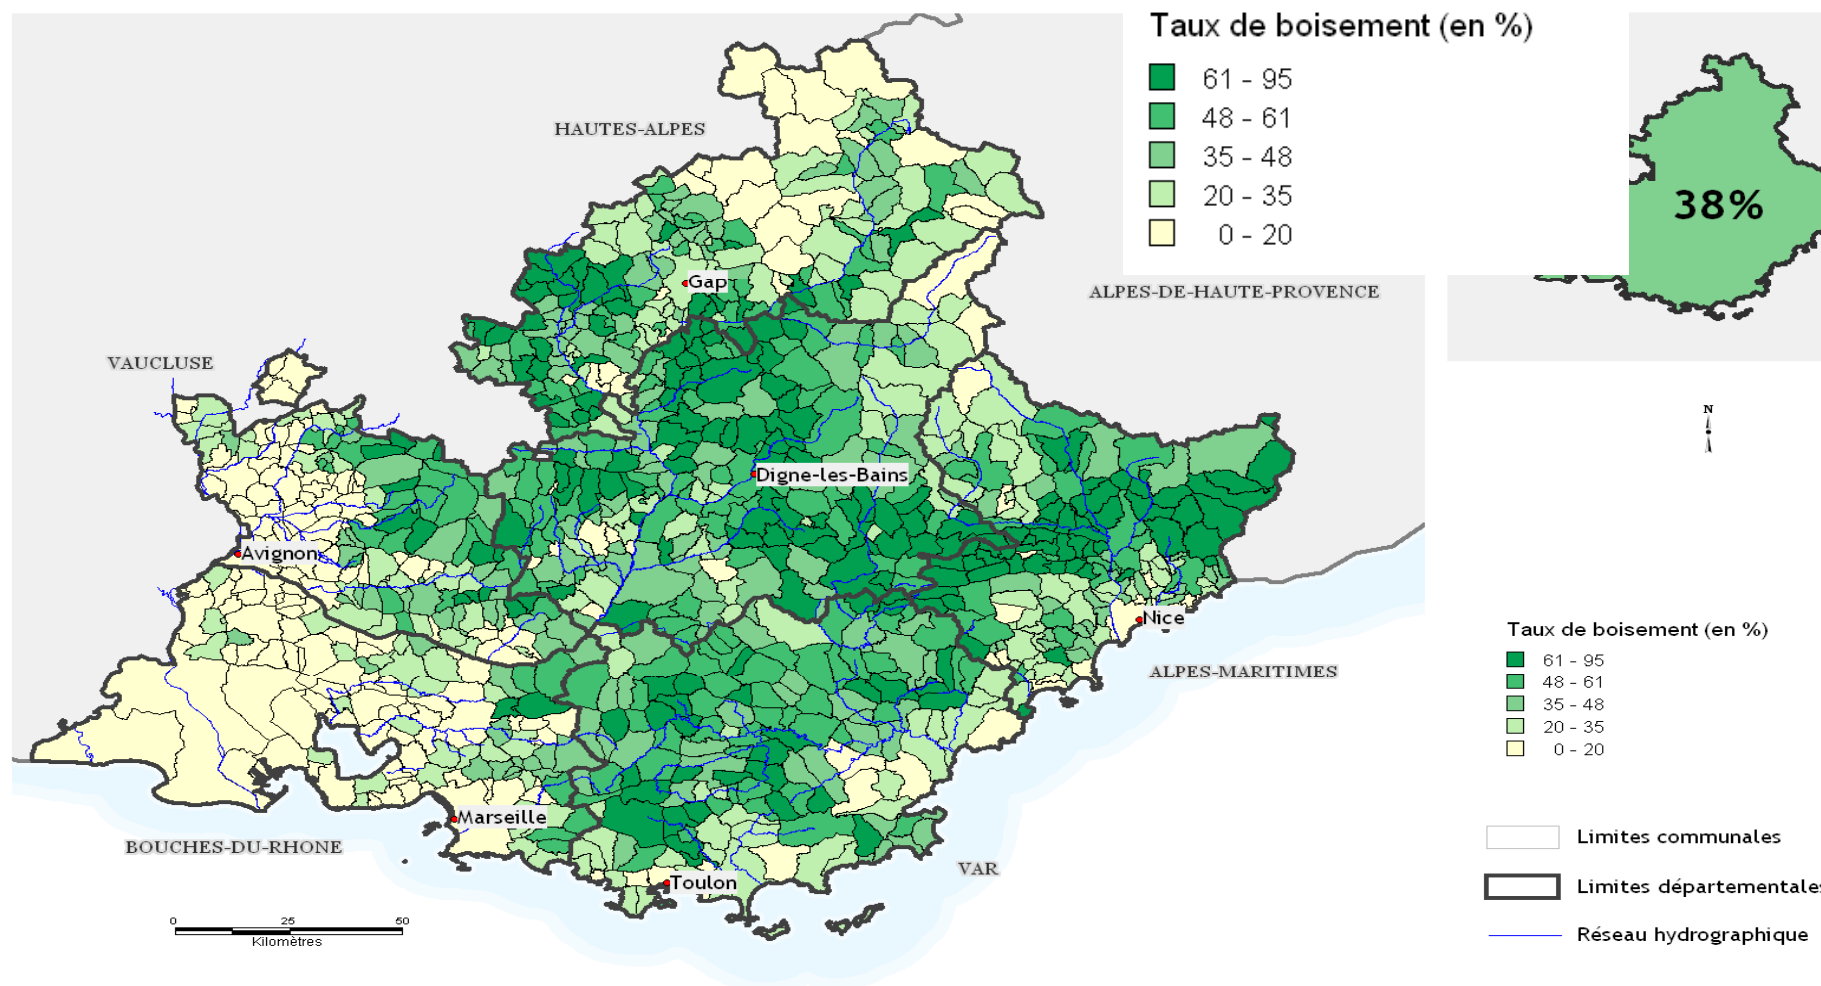 Taux de boisement (en %)
61 - 95
48 - 61
35 - 48
20 - 35
0 - 20
38%
HAUTES-ALPES
Gap
ALPES-DE-HAUTE-PROVENCE
VAUCLUSE
N
Digne-les-Bains
Avignon
Nice
Taux de boisement (en %)
61 - 95
48 - 61
35 - 48
20 - 35
0 - 20
ALPES-MARITIMES
Marseille
BOUCHES-DU-RHONE
VAR
Toulon
Limites communales
Limites départementales
Réseau hydrographique
0 25 50
Kilomètres